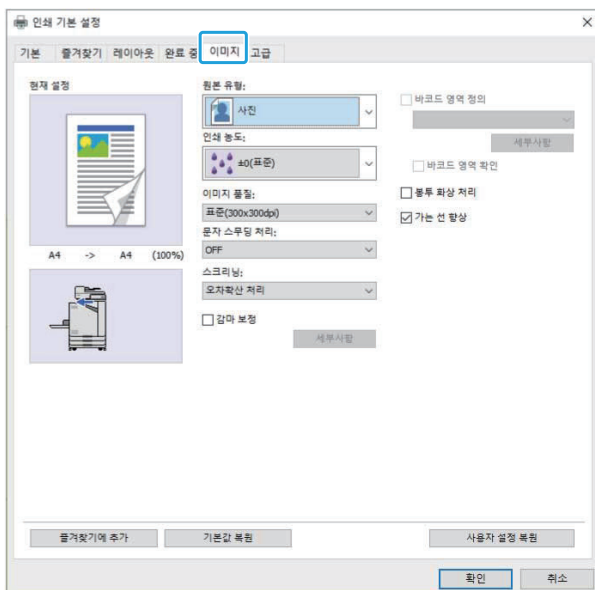 인쇄 기본 설정
기본 즐겨찾기 레이아웃 완료 중 이미지 고급
현재 설정
A4 -> A4 (100%)
원본 유형:
사진
인쇄 농도:
±0(표준)
이미지 품질:
표준(300x300dpi)
문자 스무딩 처리:
OFF
스크리닝:
오차확산 처리
감마 보정
세부사항
바코드 영역 정의
세부사항
바코드 영역 확인
봉투 화상 처리
가는 선 향상
즐겨찾기에 추가
기본값 복원
사용자 설정 복원
확인
취소